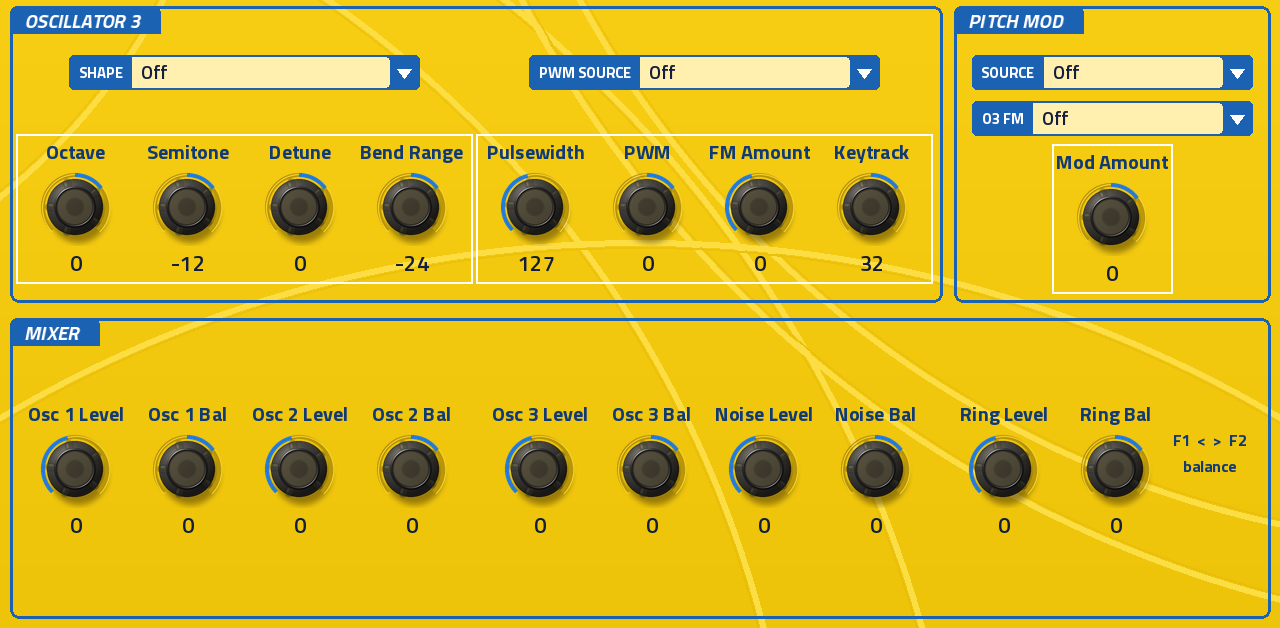 OSCILLATOR 3
SHAPE Off
PWM SOURCE Off
Octave Semitone Detune Bend Range Pulsewidth PWM FM Amount Keytrack
0 -12 0 -24 127 0 0 32
PITCH MOD
SOURCE Off
O3 FM Off
Mod Amount
0
MIXER
Osc 1 Level Osc 1 Bal Osc 2 Level Osc 2 Bal Osc 3 Level Osc 3 Bal Noise Level Noise Bal Ring Level Ring Bal
0 0 0 0 0 0 0 0 0 0
F1 < > F2
balance